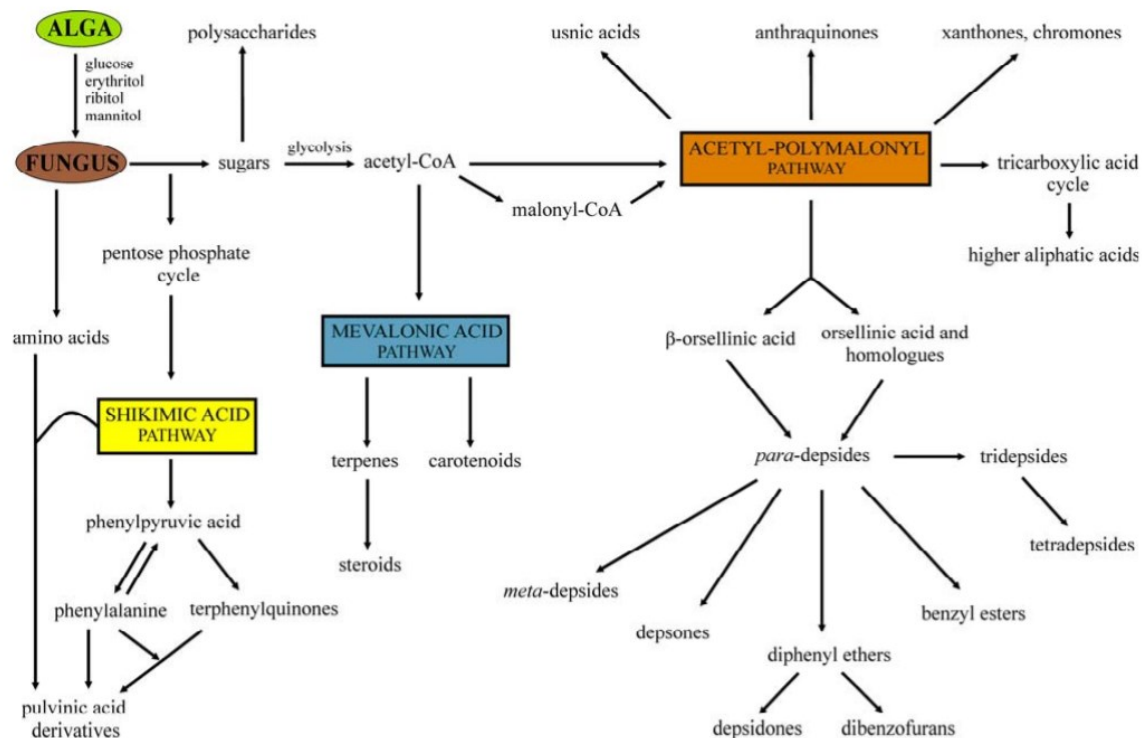 ALGA
polysaccharides
usnic acids
anthraquinones
xanthones, chromones
glucose
erythritol
ribitol
mannitol
FUNGUS
sugars
glycolysis
acetyl-CoA
malonyl-CoA
ACETYL-POLYMALONYL
PATHWAY
tricarboxylic acid
cycle
higher aliphatic acids
pentose phosphate
cycle
amino acids
MEVALONIC ACID
PATHWAY
β-orsellinic acid
orsellinic acid and
homologues
SHIKIMIC ACID
PATHWAY
terpenes
carotenoids
para-depsides
tridepsides
phenylpyruvic acid
steroids
tetradepsides
meta-depsides
phenylalanine
terphenylquinones
depsones
benzyl esters
diphenyl ethers
pulvinic acid
derivatives
depsidones
dibenzofurans